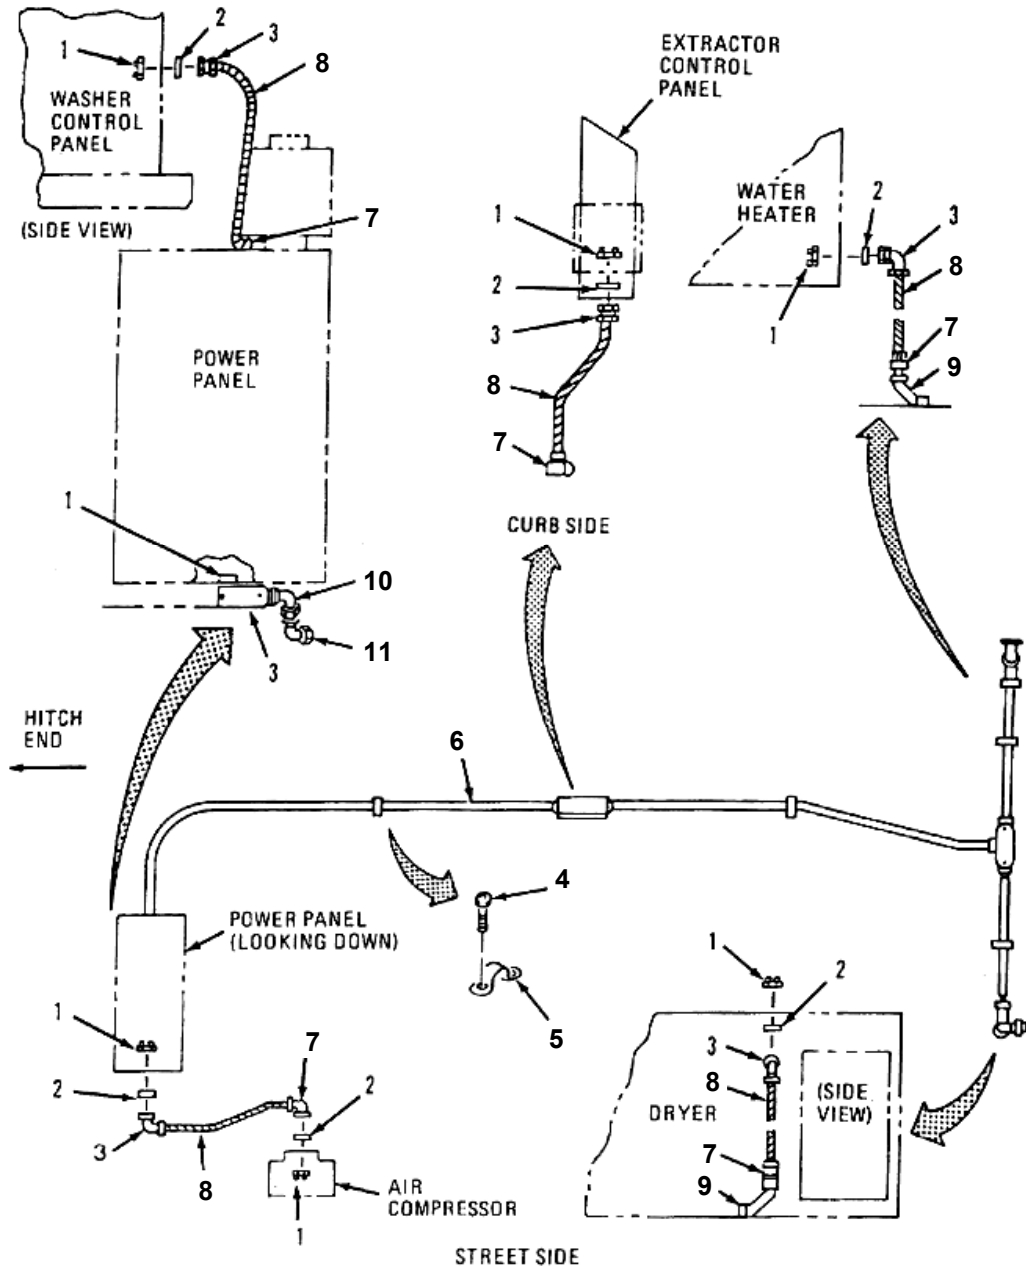 1
2
3
8
WASHER
CONTROL
PANEL
(SIDE VIEW)
7
POWER
PANEL
1
10
11
3
EXTRACTOR
CONTROL
PANEL
1
2
3
8
7
CURB SIDE
WATER
HEATER
1
2
3
8
7
9
HITCH
END
6
4
5
POWER PANEL
(LOOKING DOWN)
1
2
3
8
7
2
AIR
COMPRESSOR
1
1
2
3
8
DRYER
(SIDE
VIEW)
7
9
STREET SIDE